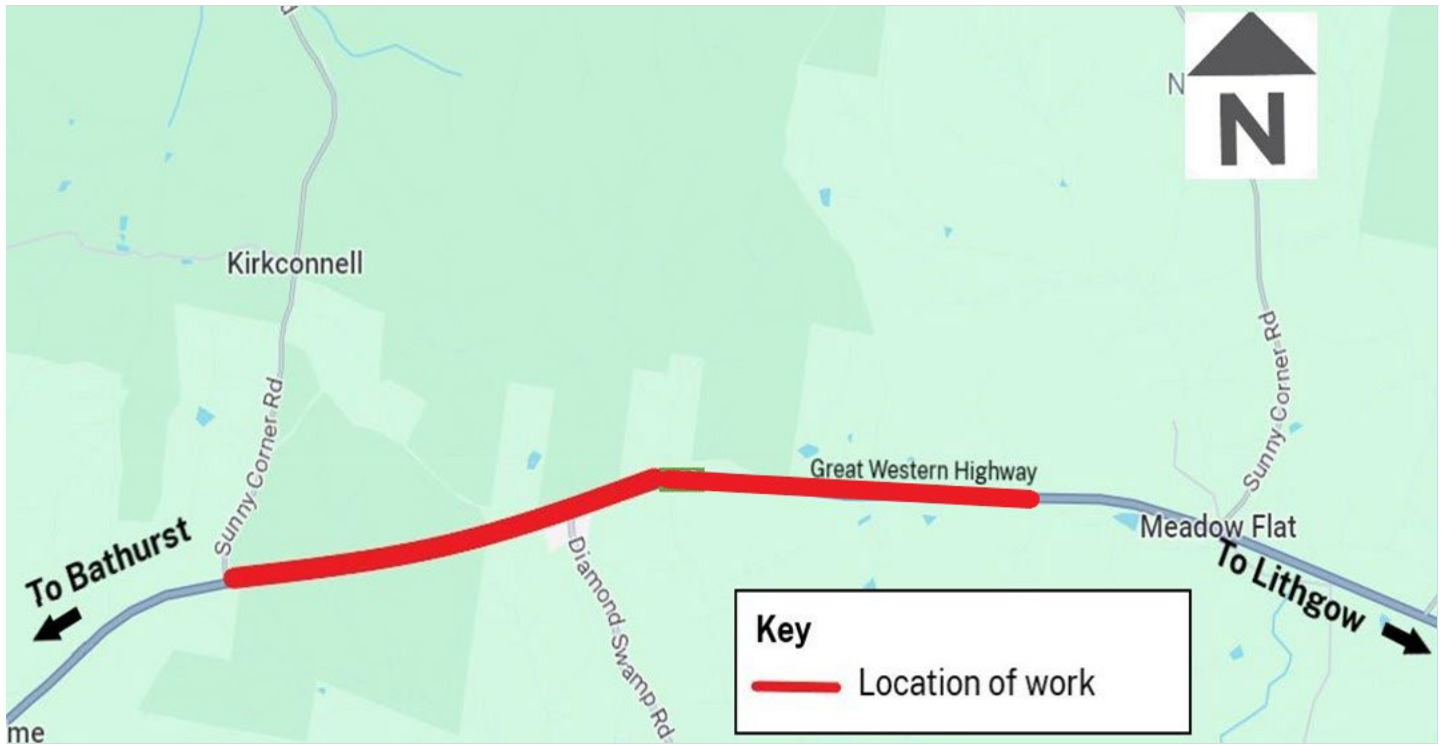 N
N
Kirkconnell
Sunny Corner Rd
Sunny Corner Rd
Great Western Highway
Meadow Flat
To Bathurst
To Lithgow
Diamond Swamp Rd
Key
Location of work
me